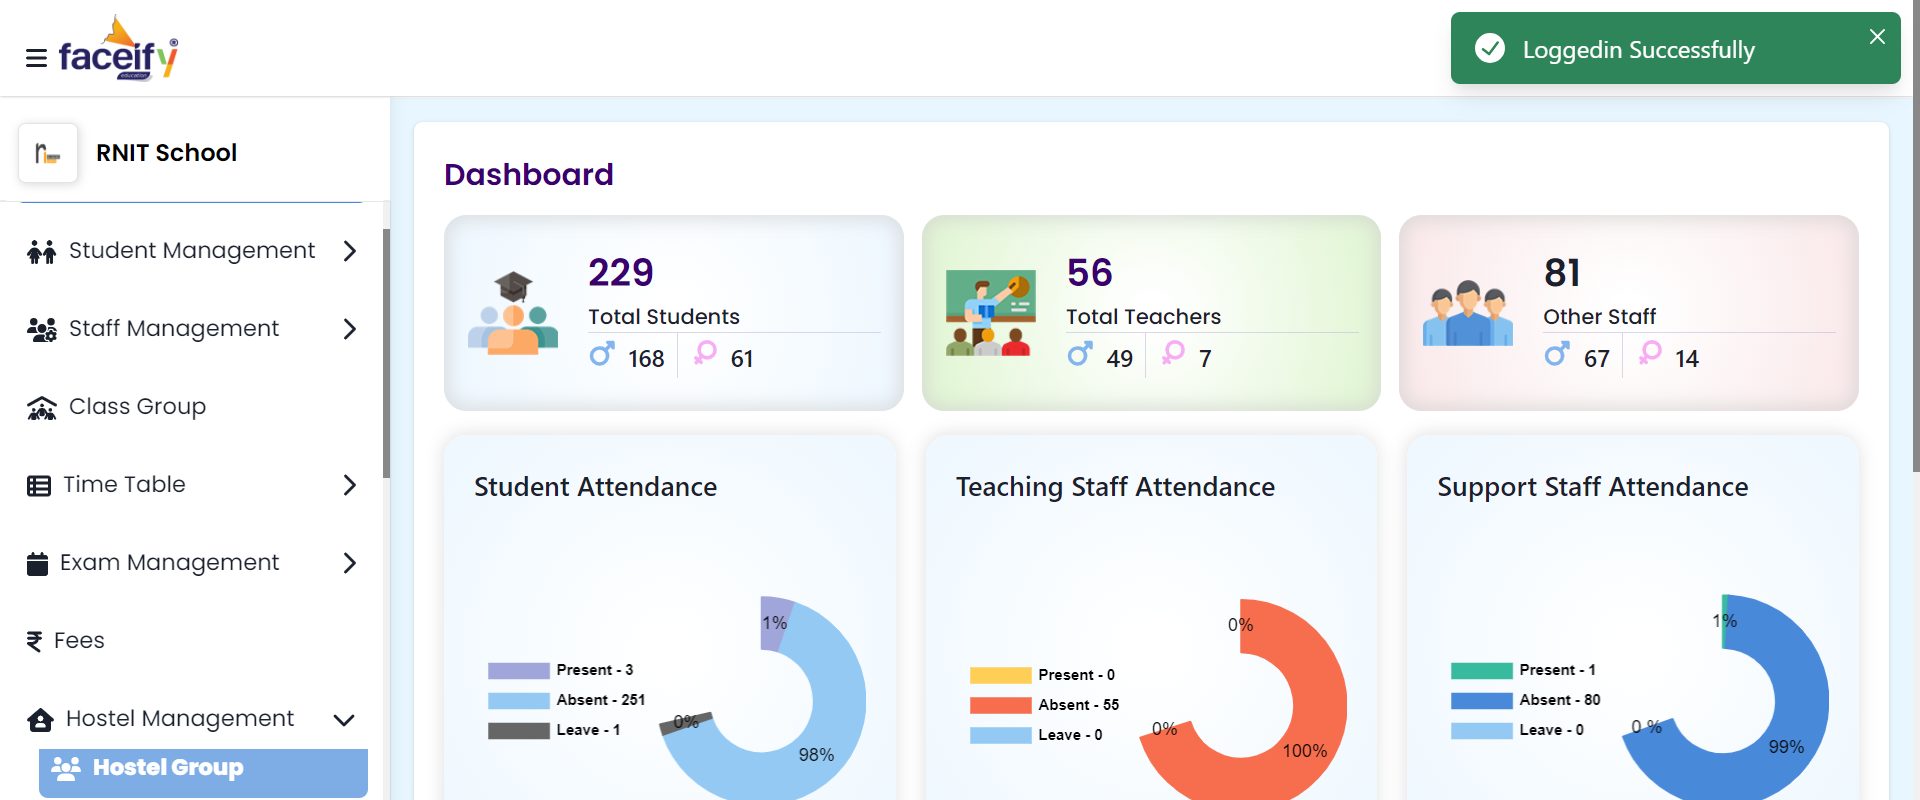 faceify
education
Loggedin Successfully
RNIT School
Student Management
Staff Management
Class Group
Time Table
Exam Management
₹ Fees
Hostel Management
Hostel Group
Dashboard
229
Total Students
168 61
56
Total Teachers
49 7
81
Other Staff
67 14
Student Attendance
1%
Present - 3
Absent - 251
Leave - 1
0%
98%
Teaching Staff Attendance
0%
Present - 0
Absent - 55
Leave - 0
0%
100%
Support Staff Attendance
1%
Present - 1
Absent - 80
Leave - 0
0 %
99%